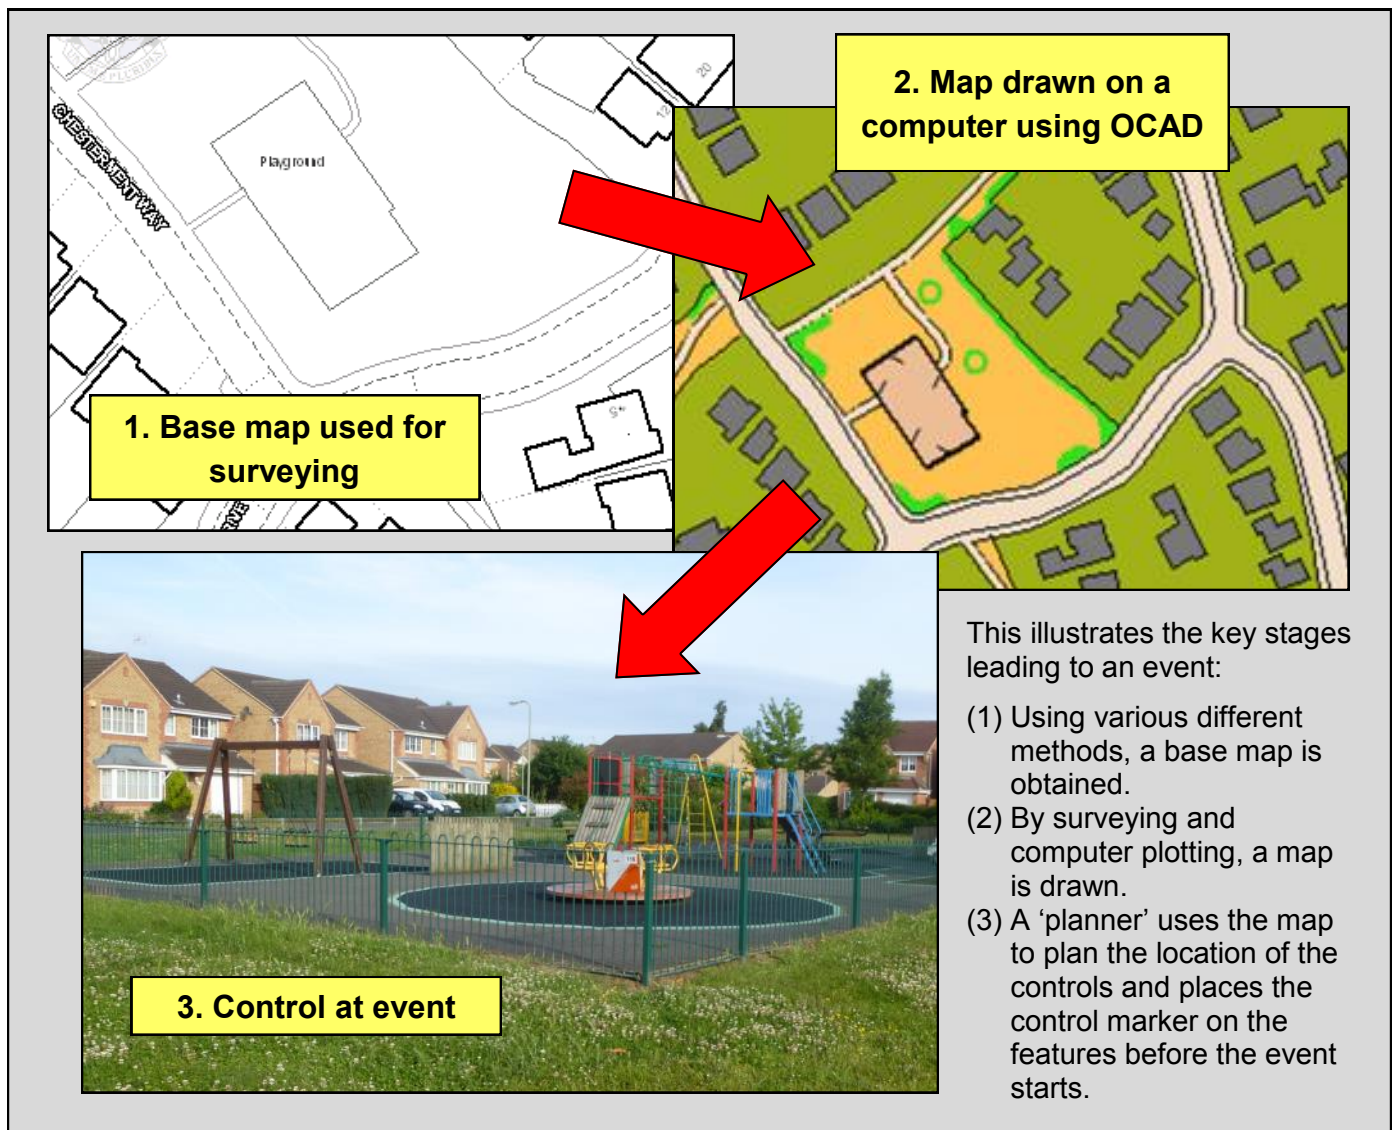 CHESTERMENT WAY
Playground
20
12
45
1. Base map used for
surveying
2. Map drawn on a
computer using OCAD
3. Control at event
This illustrates the key stages
leading to an event:
(1) Using various different
methods, a base map is
obtained.
(2) By surveying and
computer plotting, a map
is drawn.
(3) A ‘planner’ uses the map
to plan the location of the
controls and places the
control marker on the
features before the event
starts.